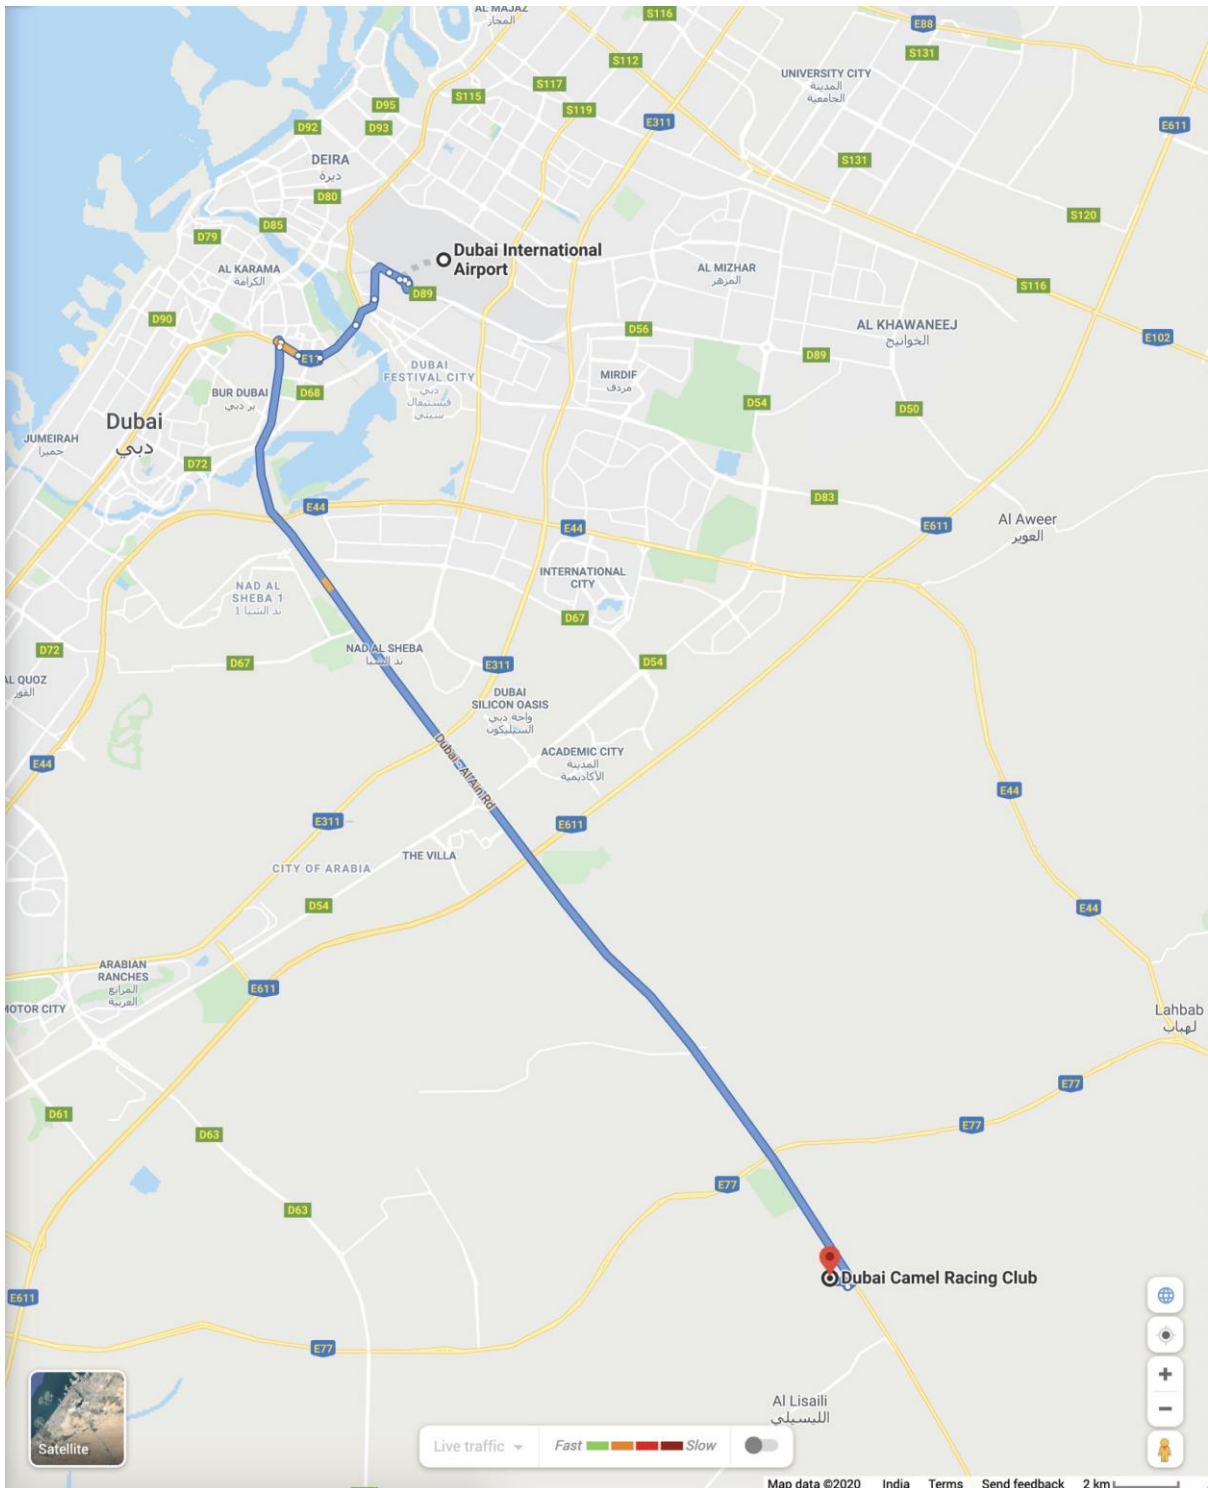 AL MAJAZ
المجاز
S116
E88
S112
S131
UNIVERSITY CITY
المدينة
الجامعية
S117
D95
S115
S119
D92
D93
E311
E611
DEIRA
ديرة
S131
D80
S120
D85
D79
Dubai International
Airport
AL KARAMA
الكرامة
AL MIZHAR
المزهر
D89
S116
D90
D56
AL KHAWANEEJ
الخوانيج
E102
E11
D89
DUBAI
FESTIVAL CITY
دبي
فيستيفال
سيتي
MIRDIF
مردف
BUR DUBAI
بر دبي
D68
D54
D50
Dubai
دبي
JUMEIRAH
جميرا
D72
D83
E44
E44
E611
Al Aweer
العوير
INTERNATIONAL
CITY
NAD AL
SHEBA 1
ند الشبا 1
D67
D72
D67
NAD AL SHEBA
ند الشبا
E311
D54
AL QUOZ
القوز
DUBAI
SILICON OASIS
واحة دبي
السيليكون
Dubai - Al Ain Rd
ACADEMIC CITY
المدينة
الأكاديمية
E44
E44
E311
E611
THE VILLA
CITY OF ARABIA
D54
E44
ARABIAN
RANCHES
المرابع
العربية
E611
MOTOR CITY
Lahbab
لهباب
E77
D61
D63
E77
E77
D63
Dubai Camel Racing Club
E611
E77
Al Lisaili
الليسيلي
Satellite
Live traffic
Fast
Slow
Map data ©2020 India Terms Send feedback 2 km